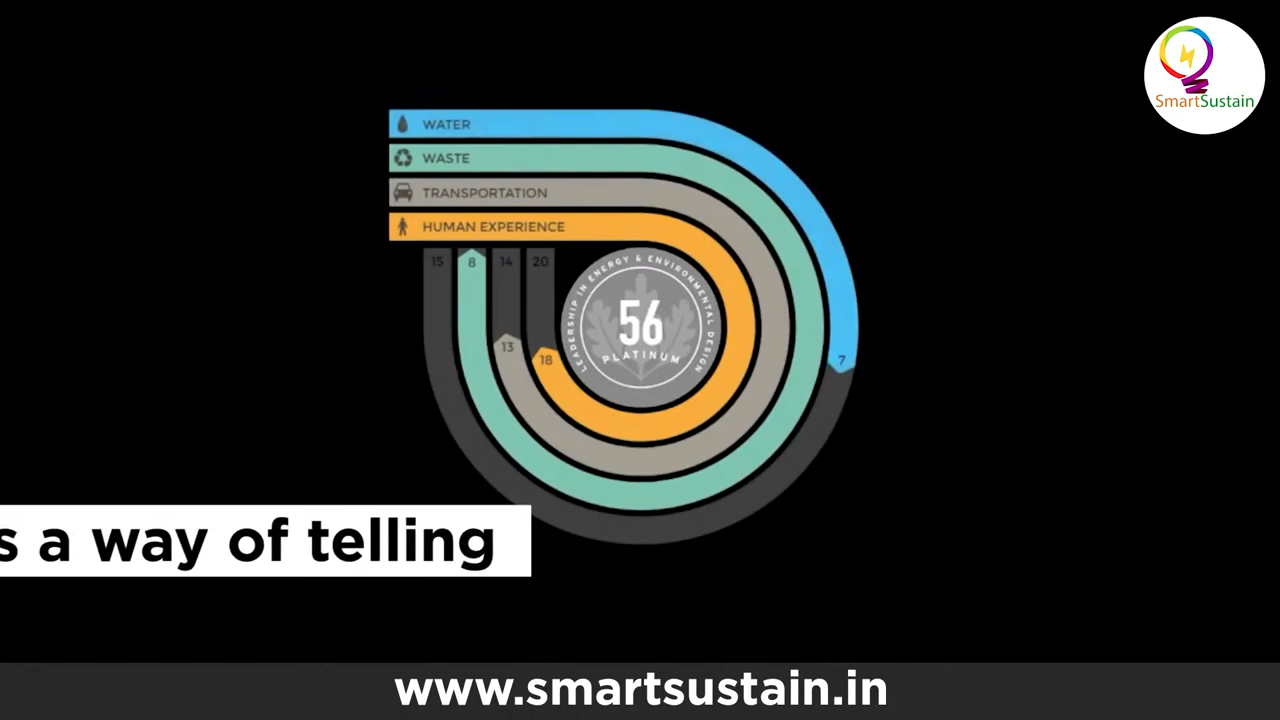 SmartSustain
WATER
WASTE
TRANSPORTATION
HUMAN EXPERIENCE
15 8 14 20
LEADERSHIP IN ENERGY & ENVIRONMENTAL DESIGN
56
PLATINUM
13
18
7
s a way of telling
www.smartsustain.in